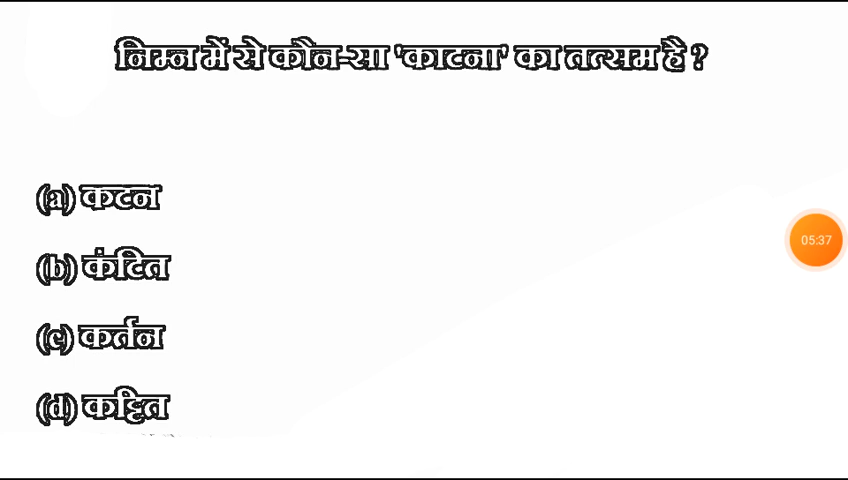 निम्न में से कौन-सा 'काटना' का तत्सम है ?
(a) कटन
(b) कंटित
(c) कर्तन
(d) कट्टित
05:37